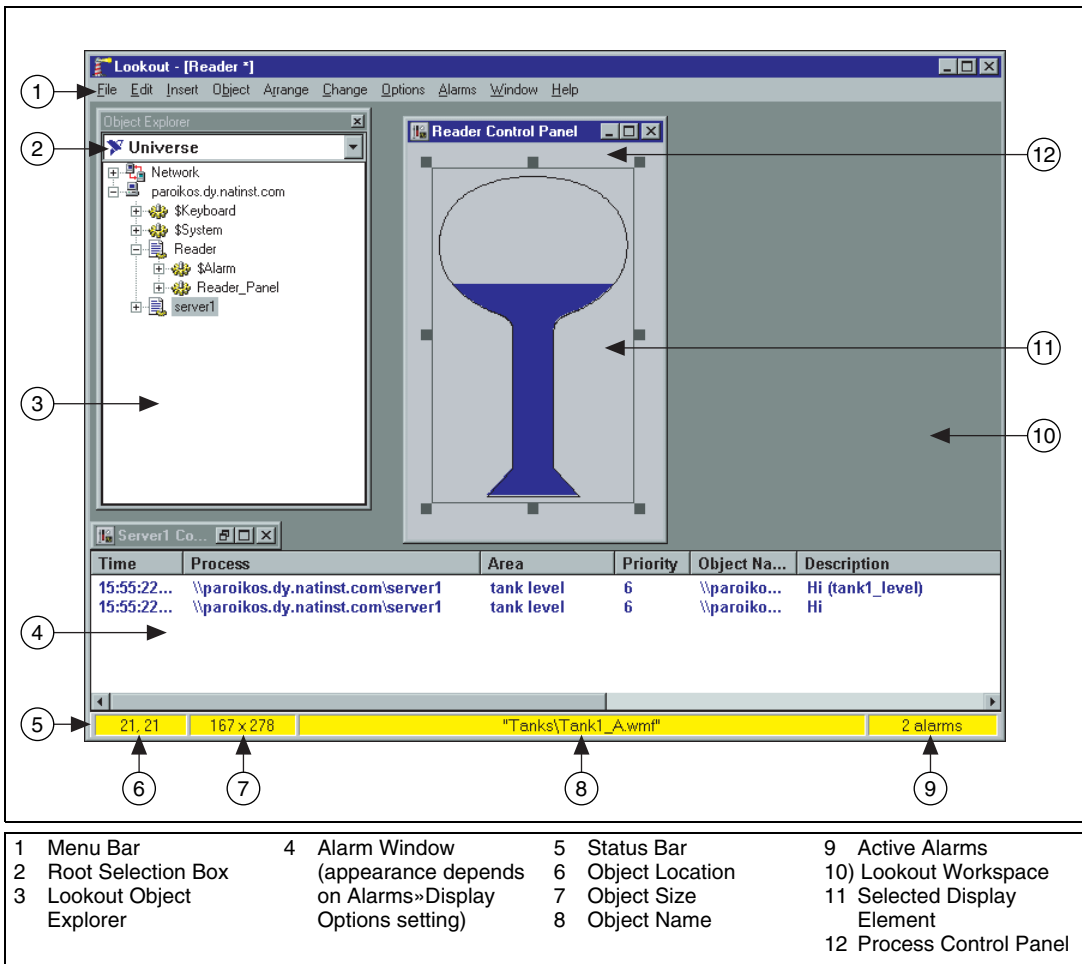 Lookout - [Reader *]
1
File Edit Insert Object Arrange Change Options Alarms Window Help
Object Explorer
Reader Control Panel
2
Universe
12
Network
paroikos.dy.natinst.com
$Keyboard
$System
Reader
$Alarm
Reader_Panel
server1
11
3
10
Server1 Co...
Time Process Area Priority Object Na... Description
15:55:22... \\paroikos.dy.natinst.com\server1 tank level 6 \\paroiko... Hi (tank1_level)
15:55:22... \\paroikos.dy.natinst.com\server1 tank level 6 \\paroiko... Hi
4
5
21, 21 167 x 278 "Tanks\Tank1_A.wmf" 2 alarms
6 7 8 9
1 Menu Bar
2 Root Selection Box
3 Lookout Object
Explorer
4 Alarm Window
(appearance depends
on Alarms»Display
Options setting)
5 Status Bar
6 Object Location
7 Object Size
8 Object Name
9 Active Alarms
10) Lookout Workspace
11 Selected Display
Element
12 Process Control Panel